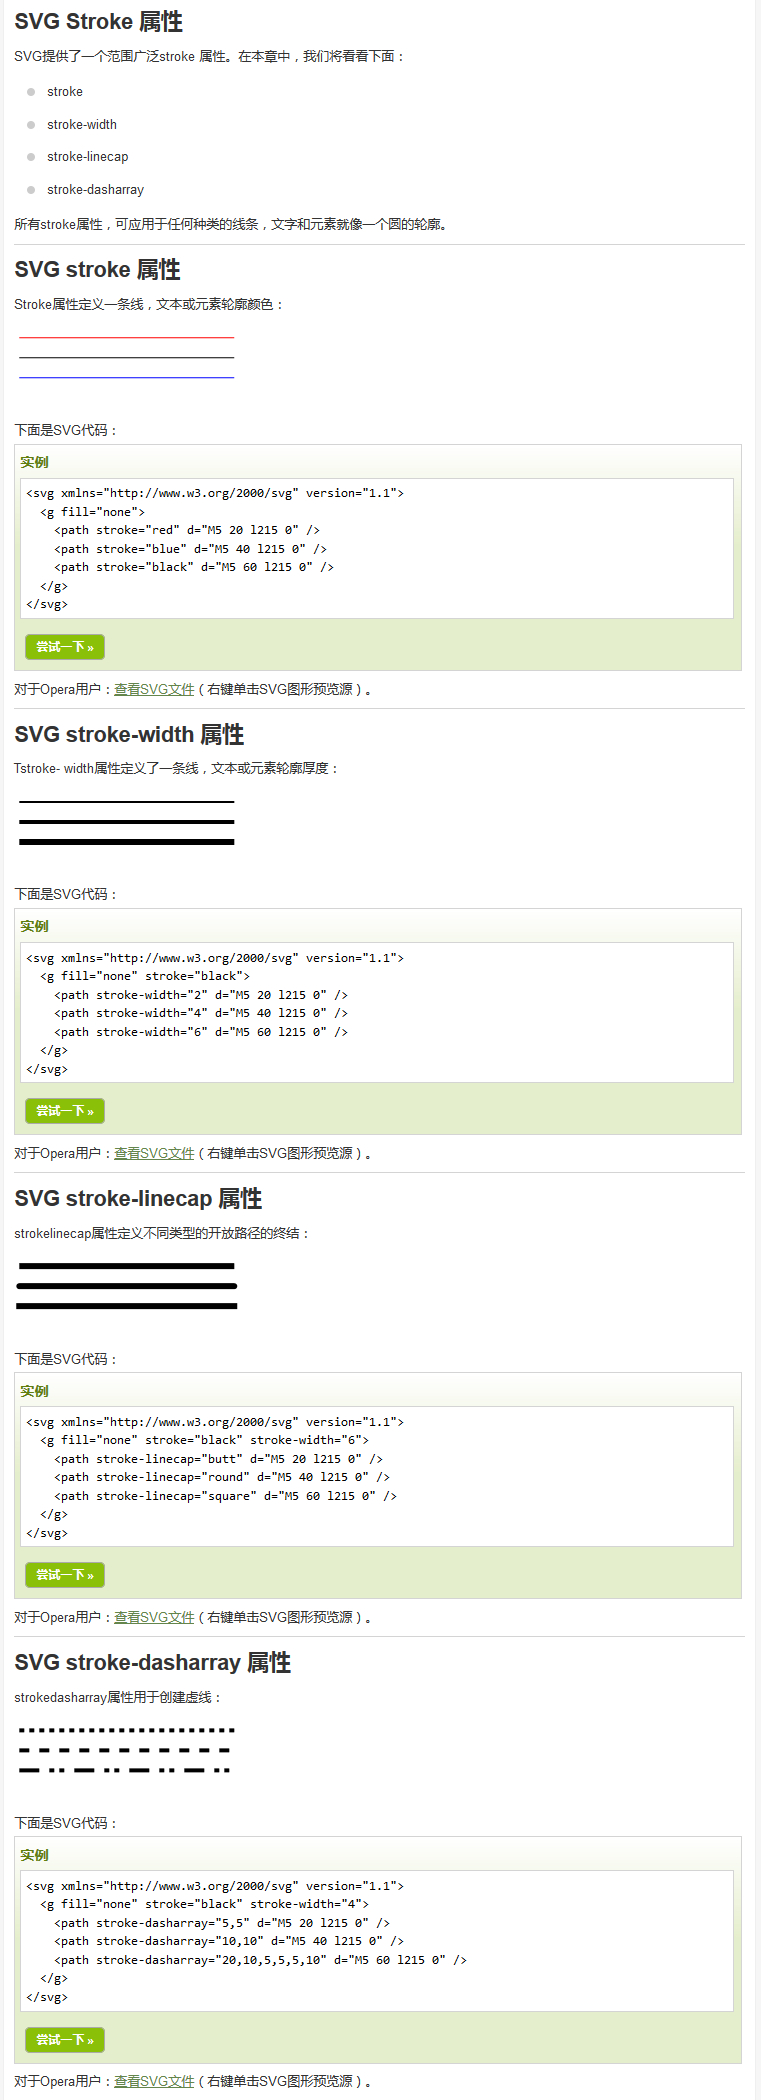 SVG Stroke 属性
SVG提供了一个范围广泛stroke 属性。在本章中，我们将看看下面：
stroke
stroke-width
stroke-linecap
stroke-dasharray
所有stroke属性，可应用于任何种类的线条，文字和元素就像一个圆的轮廓。
SVG stroke 属性
Stroke属性定义一条线，文本或元素轮廓颜色：
下面是SVG代码：
实例
<svg xmlns="http://www.w3.org/2000/svg" version="1.1">
  <g fill="none">
    <path stroke="red" d="M5 20 l215 0" />
    <path stroke="blue" d="M5 40 l215 0" />
    <path stroke="black" d="M5 60 l215 0" />
  </g>
</svg>
尝试一下 »
对于Opera用户：查看SVG文件（右键单击SVG图形预览源）。
SVG stroke-width 属性
Tstroke- width属性定义了一条线，文本或元素轮廓厚度：
下面是SVG代码：
实例
<svg xmlns="http://www.w3.org/2000/svg" version="1.1">
  <g fill="none" stroke="black">
    <path stroke-width="2" d="M5 20 l215 0" />
    <path stroke-width="4" d="M5 40 l215 0" />
    <path stroke-width="6" d="M5 60 l215 0" />
  </g>
</svg>
尝试一下 »
对于Opera用户：查看SVG文件（右键单击SVG图形预览源）。
SVG stroke-linecap 属性
strokelinecap属性定义不同类型的开放路径的终结：
下面是SVG代码：
实例
<svg xmlns="http://www.w3.org/2000/svg" version="1.1">
  <g fill="none" stroke="black" stroke-width="6">
    <path stroke-linecap="butt" d="M5 20 l215 0" />
    <path stroke-linecap="round" d="M5 40 l215 0" />
    <path stroke-linecap="square" d="M5 60 l215 0" />
  </g>
</svg>
尝试一下 »
对于Opera用户：查看SVG文件（右键单击SVG图形预览源）。
SVG stroke-dasharray 属性
strokedasharray属性用于创建虚线：
下面是SVG代码：
实例
<svg xmlns="http://www.w3.org/2000/svg" version="1.1">
  <g fill="none" stroke="black" stroke-width="4">
    <path stroke-dasharray="5,5" d="M5 20 l215 0" />
    <path stroke-dasharray="10,10" d="M5 40 l215 0" />
    <path stroke-dasharray="20,10,5,5,5,10" d="M5 60 l215 0" />
  </g>
</svg>
尝试一下 »
对于Opera用户：查看SVG文件（右键单击SVG图形预览源）。